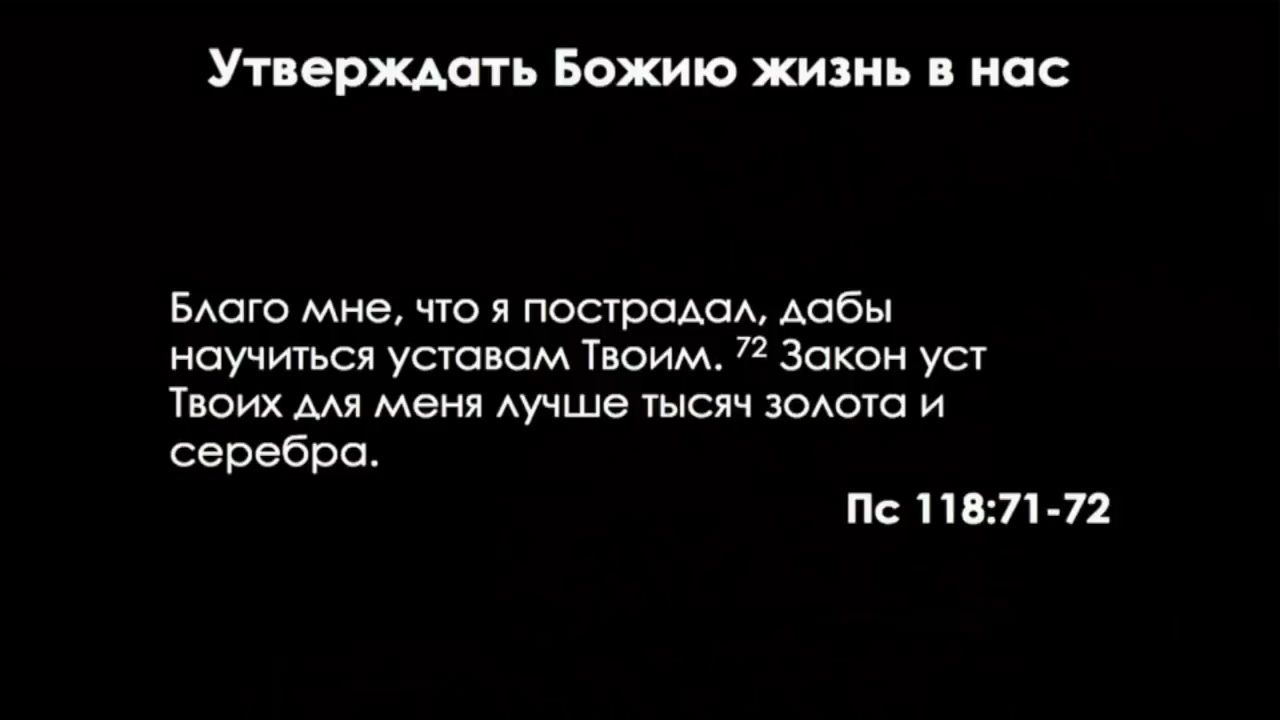 Утверждать Божию жизнь в нас
Благо мне, что я пострадал, дабы
научиться уставам Твоим. ⁷² Закон уст
Твоих для меня лучше тысяч золота и
серебра.
Пс 118:71-72